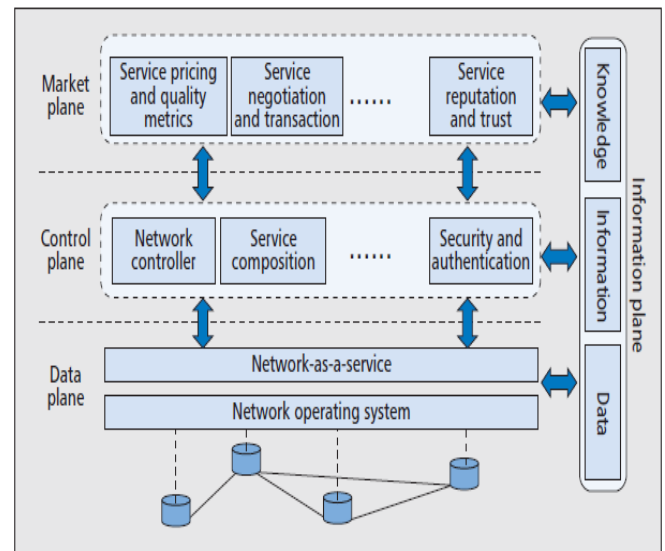 Market
plane
Service pricing
and quality
metrics
Service
negotiation
and transaction
......
Service
reputation
and trust
Knowledge
Control
plane
Network
controller
Service
composition
......
Security and
authentication
Information
Information plane
Data
plane
Network-as-a-service
Network operating system
Data